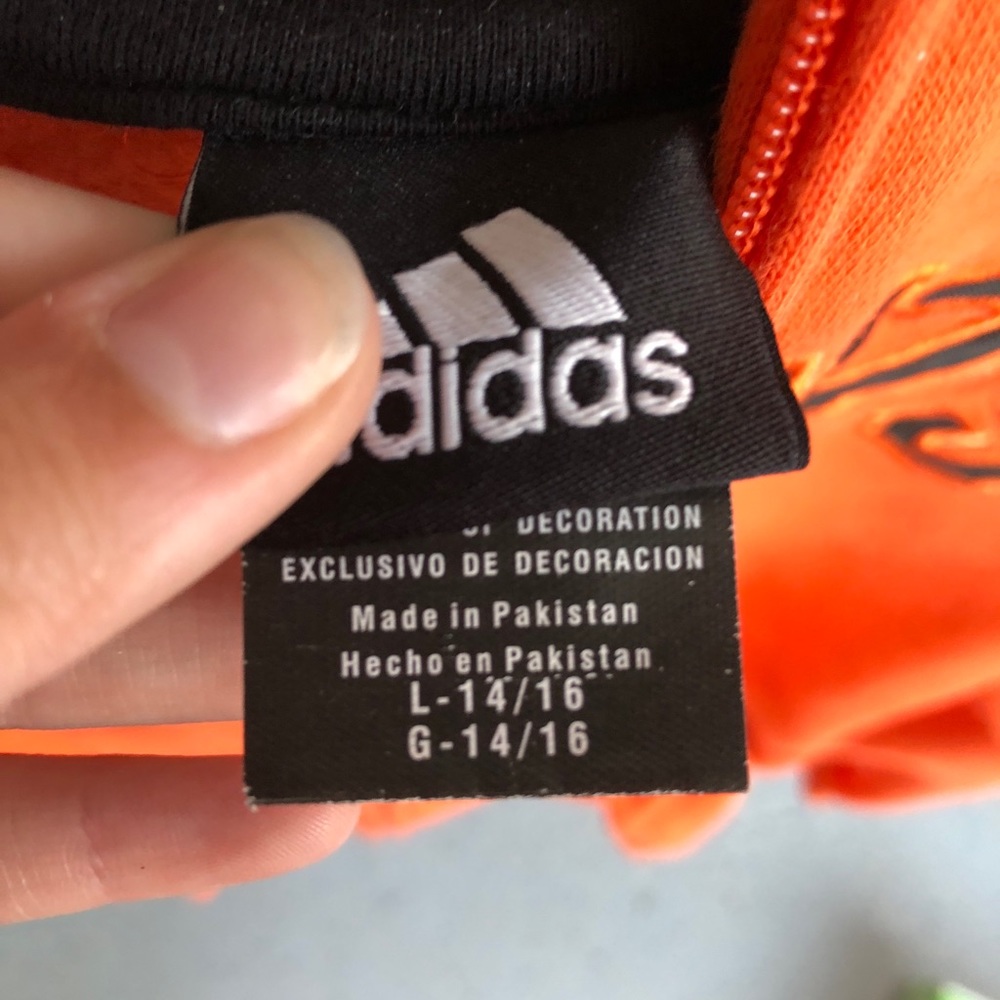 adidas
DECORATION
EXCLUSIVO DE DECORACION
Made in Pakistan
Hecho en Pakistan
L-14/16
G-14/16